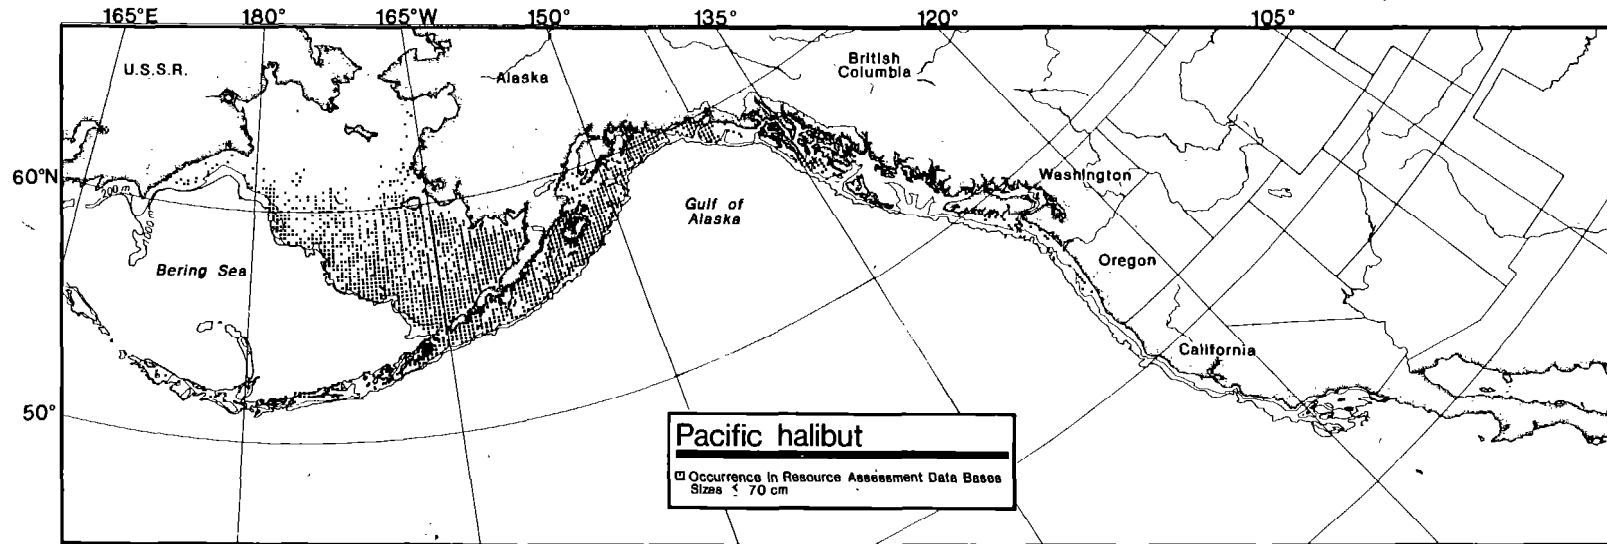 165°E 180° 165°W 150° 135° 120° 105°
U.S.S.R.
Alaska
British
Columbia
60°N
200 m
1000 m
Washington
Gulf of
Alaska
Bering Sea
Oregon
California
50°
Pacific halibut
Occurrence in Resource Assessment Data Bases
Sizes ≤ 70 cm